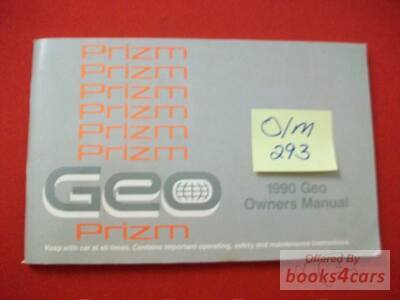 Prizm
Prizm
Prizm
Prizm
Prizm
Prizm
O/M
293
Geo
1990 Geo
Owners Manual
Prizm
Keep with car at all times. Contains important operating, safety and maintenance instructions.
Offered By
books4cars